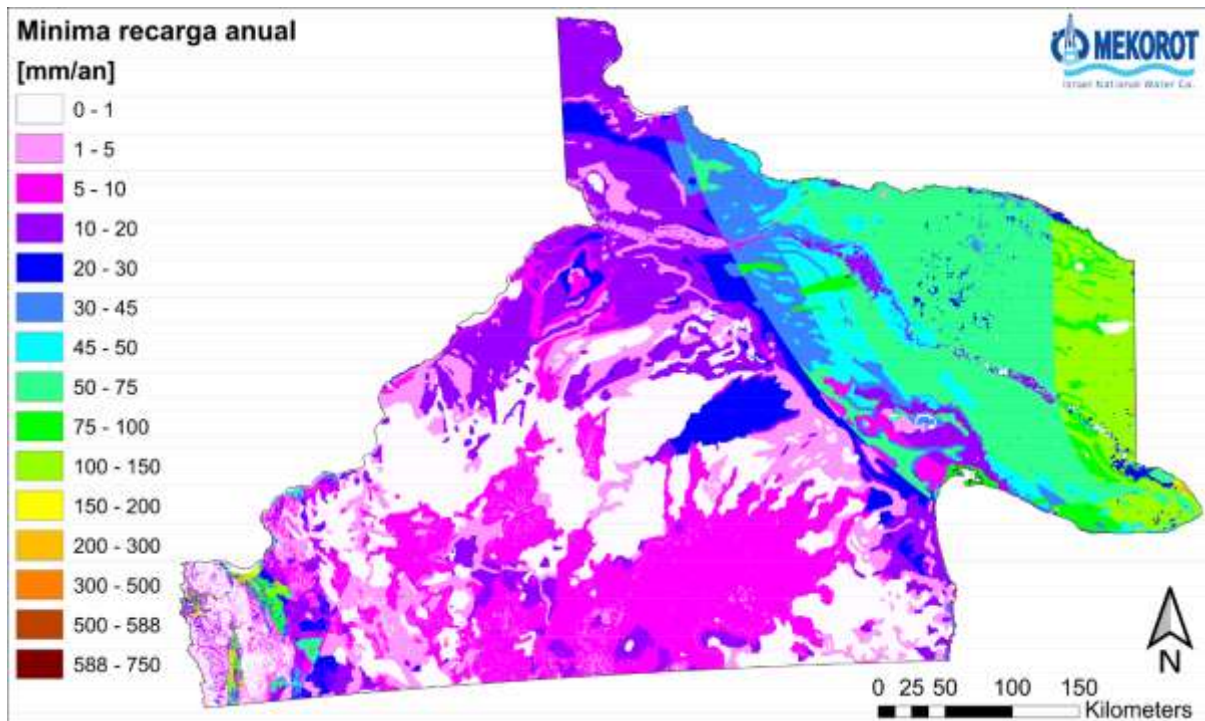 Minima recarga anual
[mm/an]
0 - 1
1 - 5
5 - 10
10 - 20
20 - 30
30 - 45
45 - 50
50 - 75
75 - 100
100 - 150
150 - 200
200 - 300
300 - 500
500 - 588
588 - 750
MEKOROT
Israel National Water Co.
N
0 25 50 100 150
Kilometers